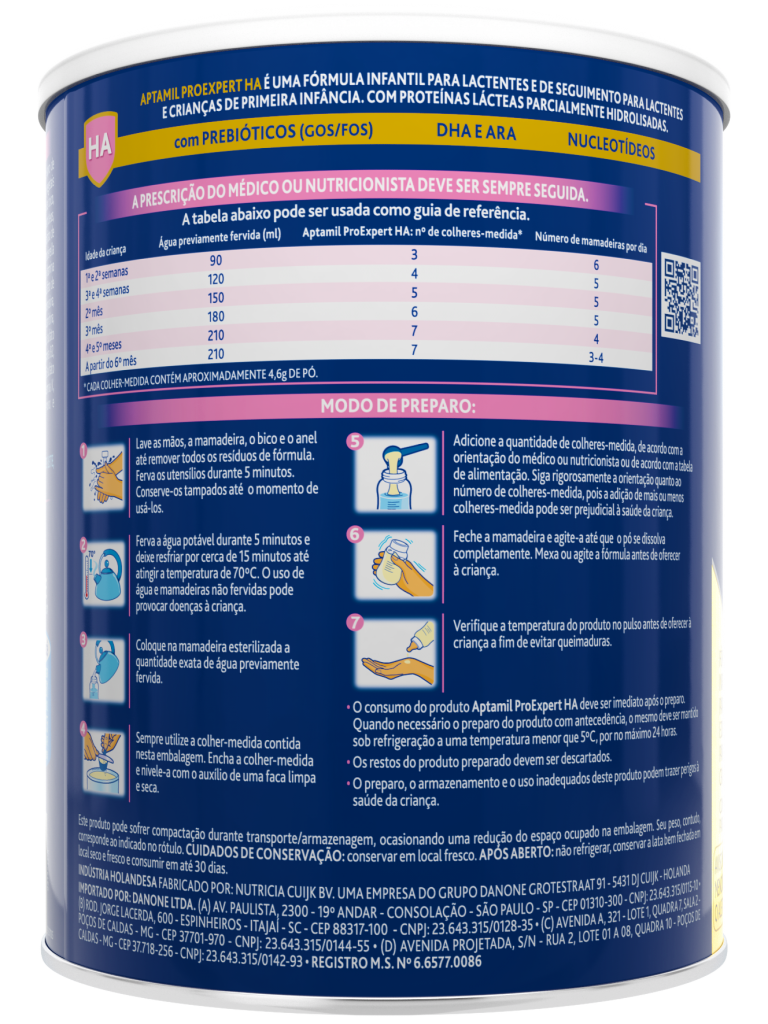 APTAMIL PROEXPERT HA É UMA FÓRMULA INFANTIL PARA LACTENTES E DE SEGUIMENTO PARA LACTENTES
E CRIANÇAS DE PRIMEIRA INFÂNCIA. COM PROTEÍNAS LÁCTEAS PARCIALMENTE HIDROLISADAS.
HA
com PREBIÓTICOS (GOS/FOS) DHA E ARA NUCLEOTÍDEOS
A PRESCRIÇÃO DO MÉDICO OU NUTRICIONISTA DEVE SER SEMPRE SEGUIDA.
A tabela abaixo pode ser usada como guia de referência.
Idade da criança Água previamente fervida (ml) Aptamil ProExpert HA: nº de colheres-medida* Número de mamadeiras por dia
1ª e 2ª semanas 90 3 6
3ª e 4ª semanas 120 4 5
2º mês 150 5 5
3º mês 180 6 5
4º e 5º meses 210 7 4
A partir do 6º mês 210 7 3-4
*CADA COLHER-MEDIDA CONTÉM APROXIMADAMENTE 4,6g DE PÓ.
MODO DE PREPARO:
1
Lave as mãos, a mamadeira, o bico e o anel
até remover todos os resíduos de fórmula.
Ferva os utensílios durante 5 minutos.
Conserve-os tampados até o momento de
usá-los.
2
70°
Ferva a água potável durante 5 minutos e
deixe resfriar por cerca de 15 minutos até
atingir a temperatura de 70ºC. O uso de
água e mamadeiras não fervidas pode
provocar doenças à criança.
3
Coloque na mamadeira esterilizada a
quantidade exata de água previamente
fervida.
4
Sempre utilize a colher-medida contida
nesta embalagem. Encha a colher-medida
e nivele-a com o auxílio de uma faca limpa
e seca.
5
Adicione a quantidade de colheres-medida, de acordo com a
orientação do médico ou nutricionista ou de acordo com a tabela
de alimentação. Siga rigorosamente a orientação quanto ao
número de colheres-medida, pois a adição de mais ou menos
colheres-medida pode ser prejudicial à saúde da criança.
6
Feche a mamadeira e agite-a até que o pó se dissolva
completamente. Mexa ou agite a fórmula antes de oferecer
à criança.
7
Verifique a temperatura do produto no pulso antes de oferecer à
criança a fim de evitar queimaduras.
• O consumo do produto Aptamil ProExpert HA deve ser imediato após o preparo.
Quando necessário o preparo do produto com antecedência, o mesmo deve ser mantido
sob refrigeração a uma temperatura menor que 5ºC, por no máximo 24 horas.
• Os restos do produto preparado devem ser descartados.
• O preparo, o armazenamento e o uso inadequados deste produto podem trazer perigos à
saúde da criança.
Este produto pode sofrer compactação durante transporte/armazenagem, ocasionando uma redução do espaço ocupado na embalagem. Seu peso, contudo,
corresponde ao indicado no rótulo. CUIDADOS DE CONSERVAÇÃO: conservar em local fresco. APÓS ABERTO: não refrigerar, conservar a lata bem fechada em
local seco e fresco e consumir em até 30 dias.
INDÚSTRIA HOLANDESA FABRICADO POR: NUTRICIA CUIJK BV. UMA EMPRESA DO GRUPO DANONE GROTESTRAAT 91 - 5431 DJ CUIJK - HOLANDA
IMPORTADO POR: DANONE LTDA. (A) AV. PAULISTA, 2300 - 19º ANDAR - CONSOLAÇÃO - SÃO PAULO - SP - CEP 01310-300 - CNPJ: 23.643.315/0115-10 •
(B) ROD. JORGE LACERDA, 600 - ESPINHEIROS - ITAJAÍ - SC - CEP 88317-100 - CNPJ: 23.643.315/0128-35 • (C) AVENIDA A, 321 - LOTE 1, QUADRA 7, SALA 2 -
POÇOS DE CALDAS - MG - CEP 37701-970 - CNPJ: 23.643.315/0144-55 • (D) AVENIDA PROJETADA, S/N - RUA 2, LOTE 01 A 08, QUADRA 10 - POÇOS DE
CALDAS - MG - CEP 37.718-256 - CNPJ: 23.643.315/0142-93 • REGISTRO M.S. Nº 6.6577.0086